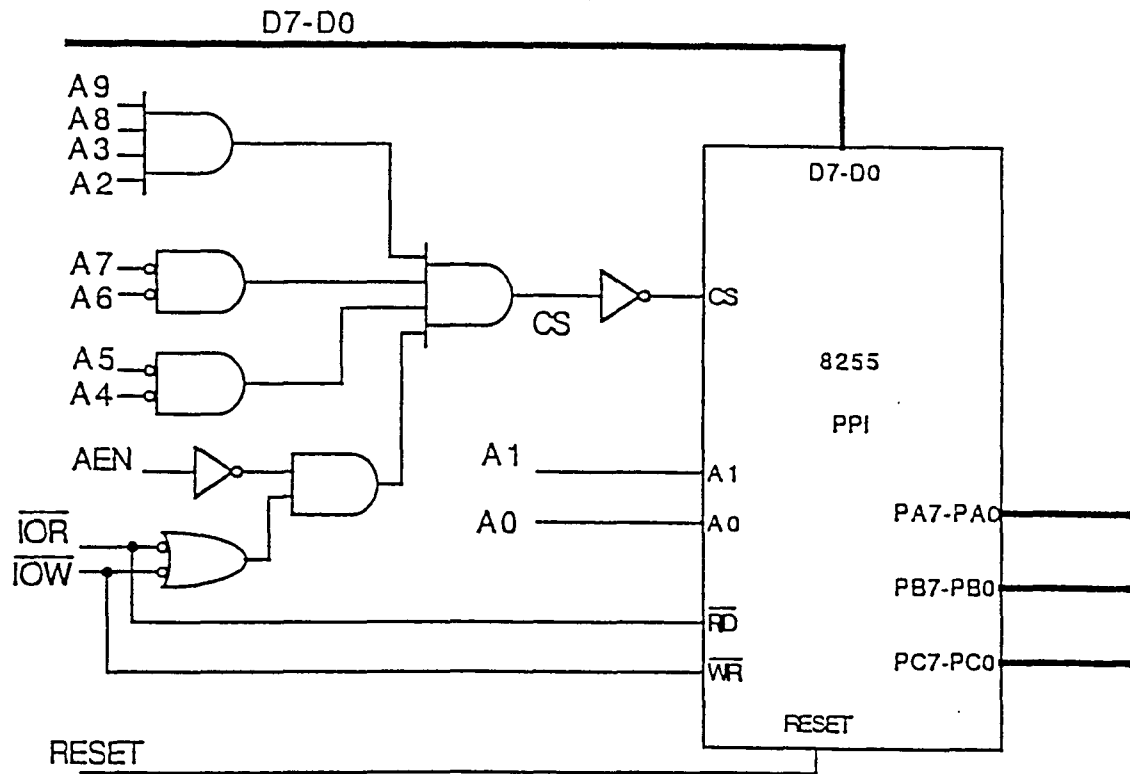 D7-D0
A9
A8
A3
A2
D7-D0
A7
A6
CS
CS
A5
A4
8255
PPI
AEN
A1
A1
A0
A0
PA7-PA0
IOR
IOW
PB7-PB0
RD
WR
PC7-PC0
RESET
RESET